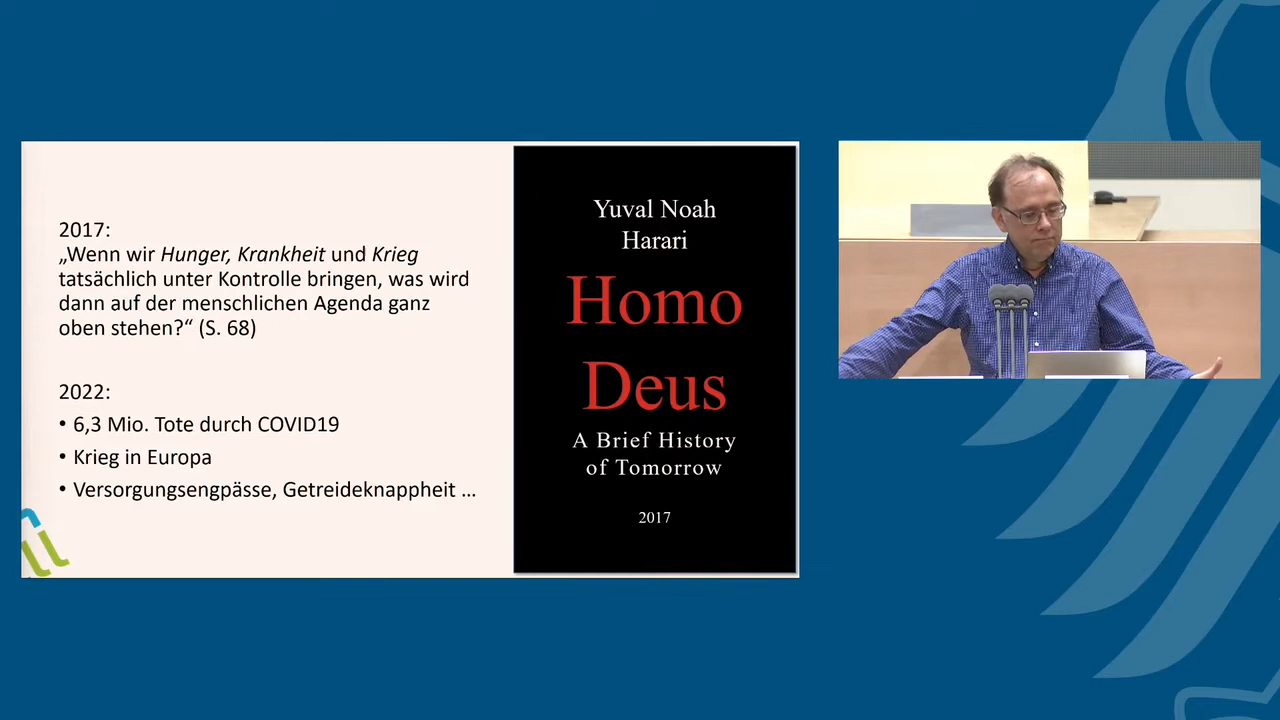 2017:
„Wenn wir Hunger, Krankheit und Krieg
tatsächlich unter Kontrolle bringen, was wird
dann auf der menschlichen Agenda ganz
oben stehen?“ (S. 68)
2022:
• 6,3 Mio. Tote durch COVID19
• Krieg in Europa
• Versorgungsengpässe, Getreideknappheit ...
Yuval Noah
Harari
Homo
Deus
A Brief History
of Tomorrow
2017